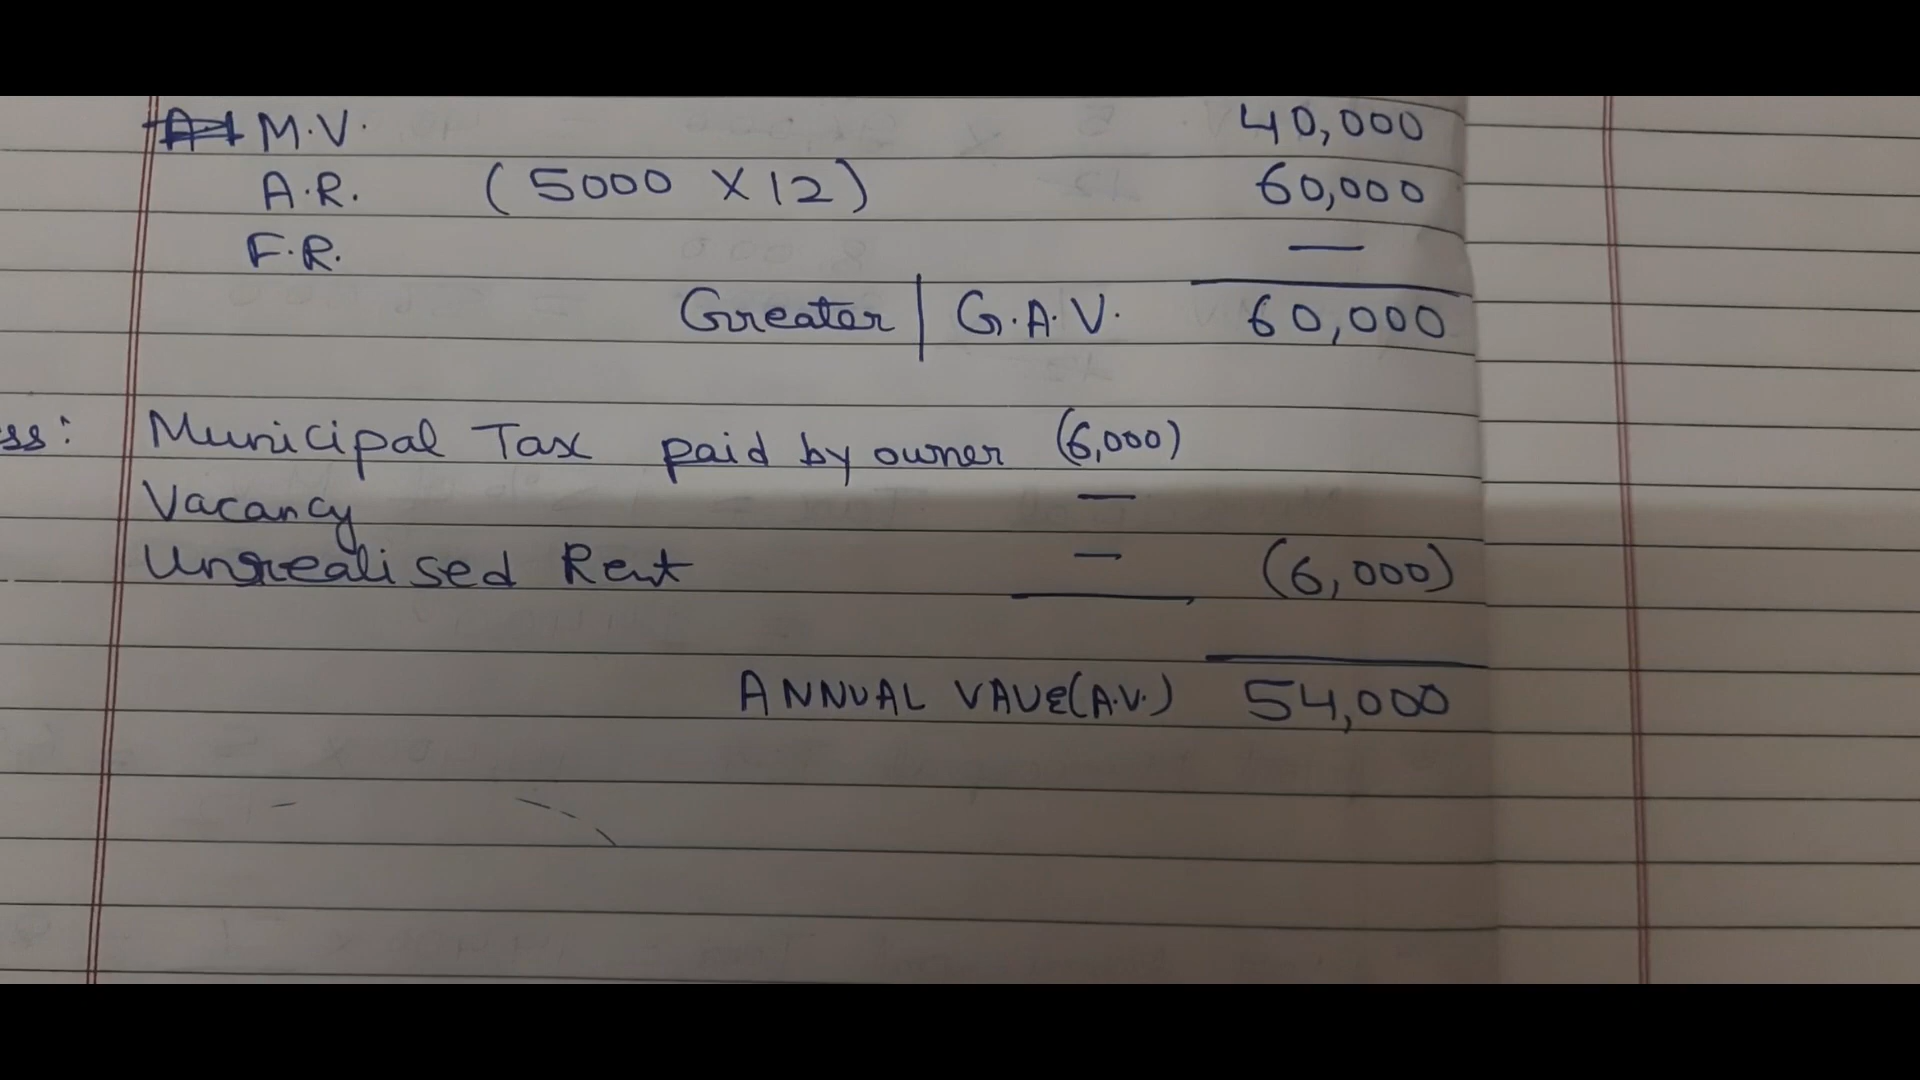 M.V. 40,000
A.R. (5000 X 12) 60,000
F.R. —
Greater | G.A.V. 60,000
ss: Municipal Tax paid by owner (6,000)
Vacancy —
Unrealised Rent — (6,000)
ANNUAL VAUE(A.V.) 54,000